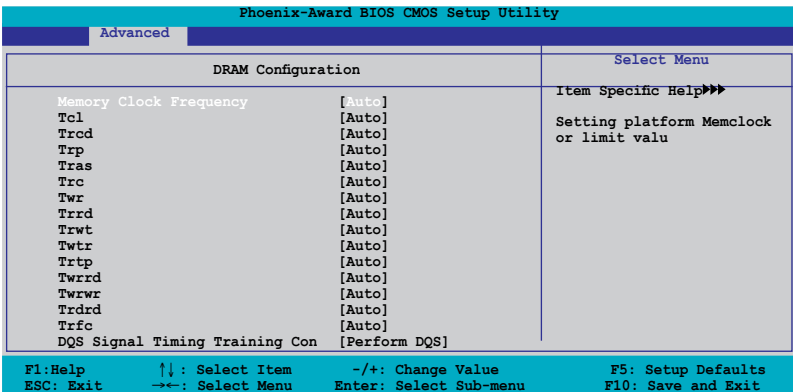 Phoenix-Award BIOS CMOS Setup Utility
Advanced
DRAM Configuration
Memory Clock Frequency [Auto]
Tcl [Auto]
Trcd [Auto]
Trp [Auto]
Tras [Auto]
Trc [Auto]
Twr [Auto]
Trrd [Auto]
Trwt [Auto]
Twtr [Auto]
Trtp [Auto]
Twrrd [Auto]
Twrwr [Auto]
Trdrd [Auto]
Trfc [Auto]
DQS Signal Timing Training Con [Perform DQS]
Select Menu
Item Specific Help▶▶▶
Setting platform Memclock
or limit valu
F1:Help ↑↓ : Select Item -/+: Change Value F5: Setup Defaults
ESC: Exit →←: Select Menu Enter: Select Sub-menu F10: Save and Exit